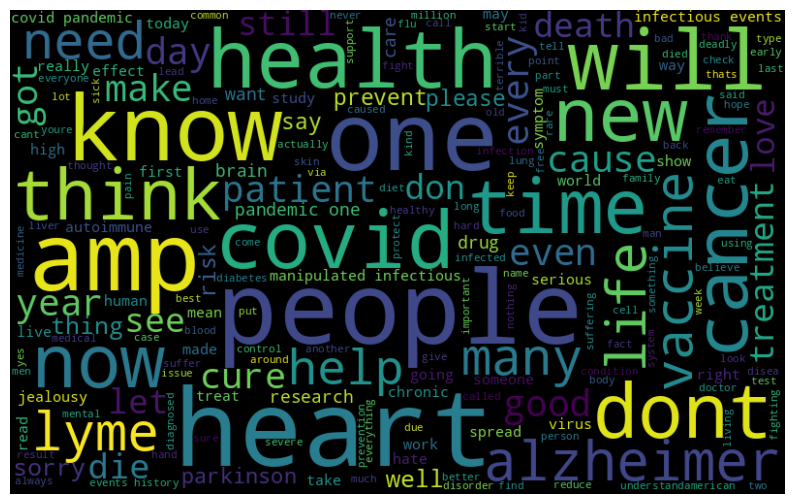 covid pandemic today common never flu call million may start infectious events kid bad died deadly early
need day still support care death tell point check type last
health will
really effect fight terrible way part thats
got everyone sick make want study prevent please every symptom must said hope
cant youre lot lead home caused old rare new love
know one
say actually skin infection lung free cause back remember
high thought first brain kind don world show family eat
think pain via patient diet keep time vaccine cancer
medicine liver autoimmune use pandemic one healthy long food man using
amp risk covid come protect hard drug infected even life something believe treatment
diabetes manipulated infectious name serious week
year human best put people important nothing cell suffering
live thing see mean blood system fact look disea
yes medical case made control another many give condition right test
now suffer around help going someone body doctor
men issue cure treat research chronic called
jealousy let heart due good virus dont living fighting
read mental diagnosed severe prevention everything spread person
lyme result hand sure work hate disorder
sorry die parkinson take well better find reduce alzheimer
always events history much understandamerican two